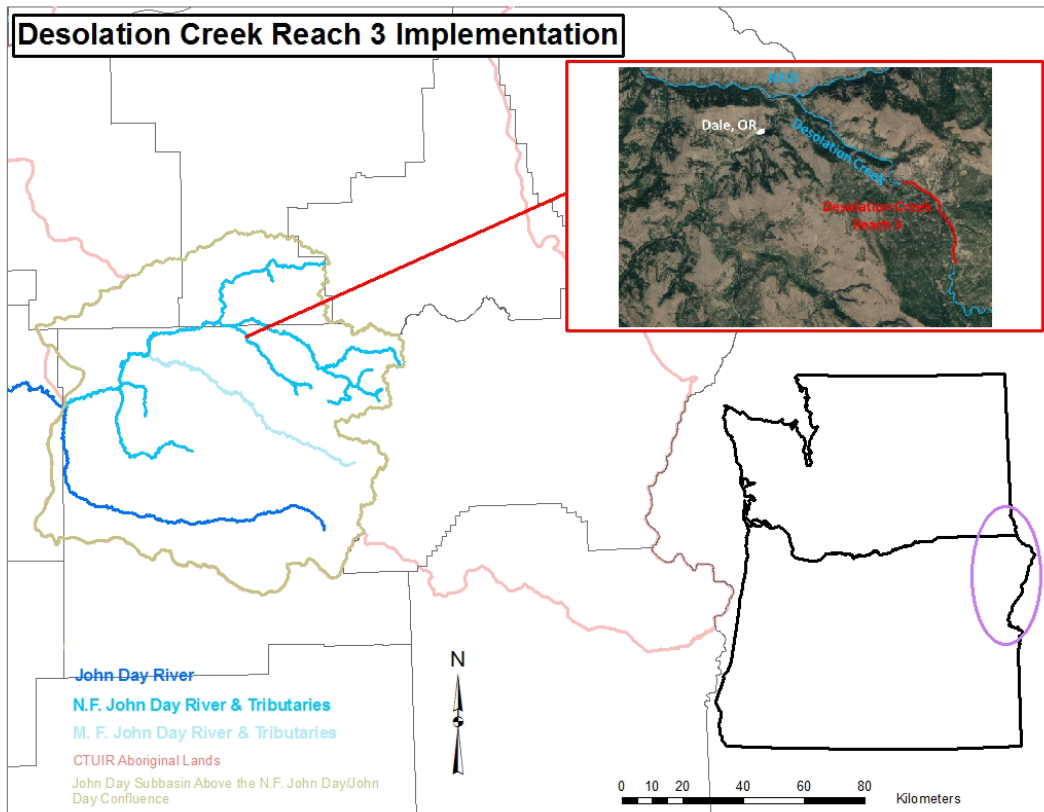 Desolation Creek Reach 3 Implementation
NFJD
Dale, OR
Desolation Creek
Desolation Creek
Reach 3
John Day River
N.F. John Day River & Tributaries
M. F. John Day River & Tributaries
CTUIR Aboriginal Lands
John Day Subbasin Above the N.F. John Day/John
Day Confluence
N
0 5 10 20 30 40 60 80
Kilometers